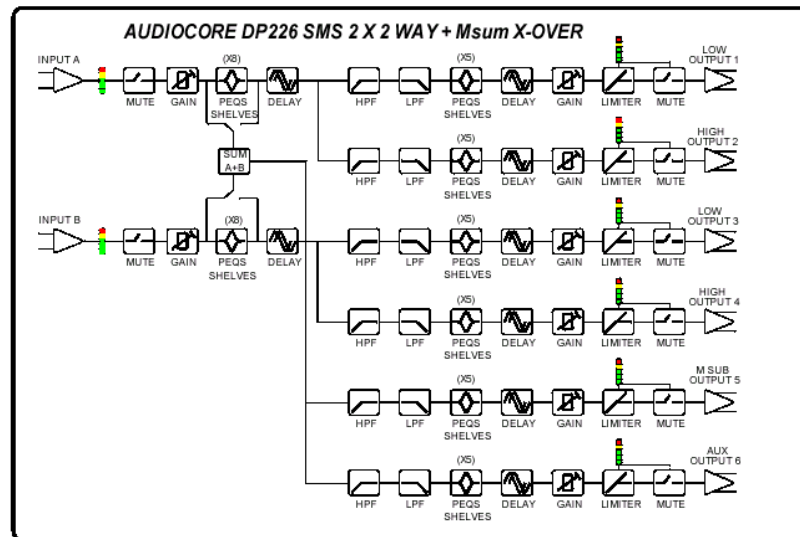 AUDIOCORE DP226 SMS 2 X 2 WAY + Msum X-OVER
INPUT A
MUTE
GAIN
(X8)
PEQS
SHELVES
DELAY
HPF
LPF
(X5)
PEQS
SHELVES
DELAY
GAIN
LIMITER
MUTE
LOW
OUTPUT 1
SUM
A+B
HPF
LPF
(X5)
PEQS
SHELVES
DELAY
GAIN
LIMITER
MUTE
HIGH
OUTPUT 2
INPUT B
MUTE
GAIN
(X8)
PEQS
SHELVES
DELAY
HPF
LPF
(X5)
PEQS
SHELVES
DELAY
GAIN
LIMITER
MUTE
LOW
OUTPUT 3
HPF
LPF
(X5)
PEQS
SHELVES
DELAY
GAIN
LIMITER
MUTE
HIGH
OUTPUT 4
HPF
LPF
(X5)
PEQS
SHELVES
DELAY
GAIN
LIMITER
MUTE
M SUB
OUTPUT 5
HPF
LPF
(X5)
PEQS
SHELVES
DELAY
GAIN
LIMITER
MUTE
AUX
OUTPUT 6